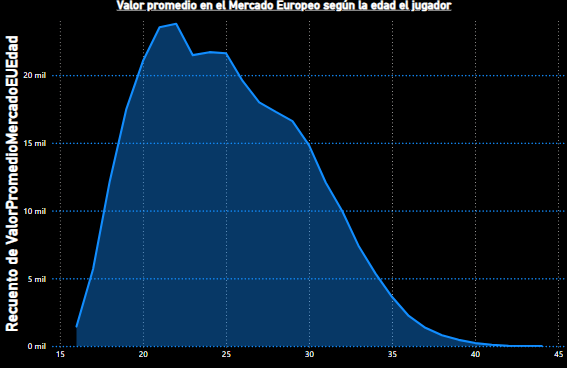 Valor promedio en el Mercado Europeo según la edad el jugador
Recuento de ValorPromedioMercadoEUEdad
20 mil
15 mil
10 mil
5 mil
0 mil
15 20 25 30 35 40 45